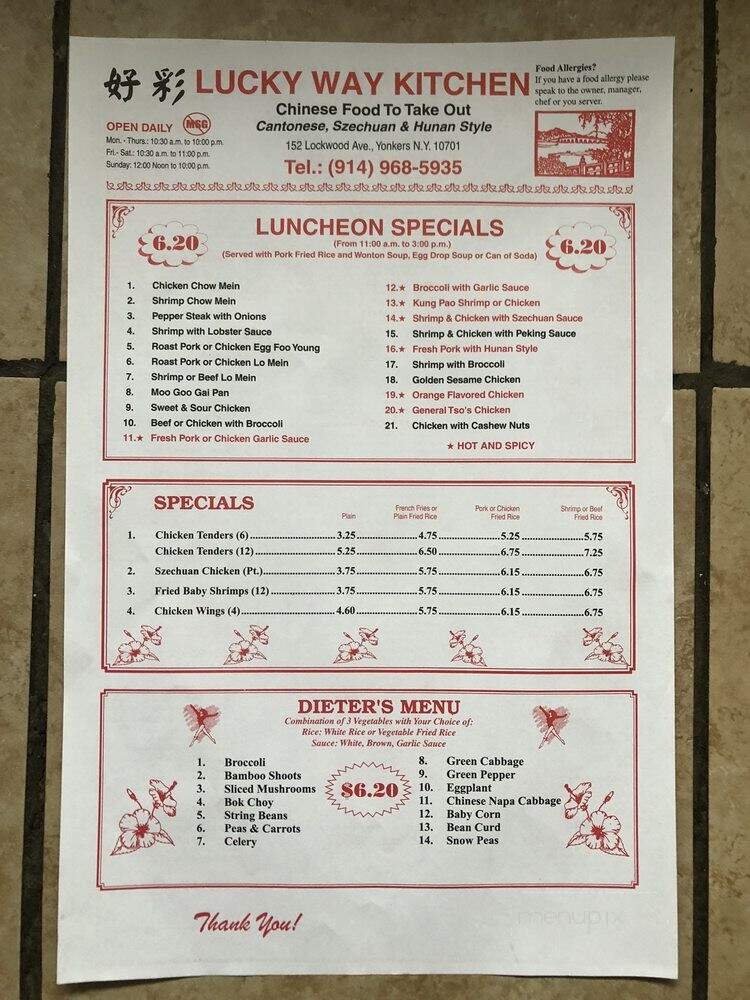 好彩 LUCKY WAY KITCHEN
Chinese Food To Take Out
Cantonese, Szechuan & Hunan Style
152 Lockwood Ave., Yonkers N.Y. 10701
Tel.: (914) 968-5935
OPEN DAILY MSG
Mon. - Thurs.: 10:30 a.m. to 10:00 p.m.
Fri.- Sat.: 10:30 a.m. to 11:00 p.m.
Sunday: 12:00 Noon to 10:00 p.m.
Food Allergies?
If you have a food allergy please
speak to the owner, manager,
chef or you server.
6.20 LUNCHEON SPECIALS 6.20
(From 11:00 a.m. to 3:00 p.m.)
(Served with Pork Fried Rice and Wonton Soup, Egg Drop Soup or Can of Soda)
1. Chicken Chow Mein
2. Shrimp Chow Mein
3. Pepper Steak with Onions
4. Shrimp with Lobster Sauce
5. Roast Pork or Chicken Egg Foo Young
6. Roast Pork or Chicken Lo Mein
7. Shrimp or Beef Lo Mein
8. Moo Goo Gai Pan
9. Sweet & Sour Chicken
10. Beef or Chicken with Broccoli
11.★ Fresh Pork or Chicken Garlic Sauce
12.★ Broccoli with Garlic Sauce
13.★ Kung Pao Shrimp or Chicken
14.★ Shrimp & Chicken with Szechuan Sauce
15. Shrimp & Chicken with Peking Sauce
16.★ Fresh Pork with Hunan Style
17. Shrimp with Broccoli
18. Golden Sesame Chicken
19.★ Orange Flavored Chicken
20.★ General Tso's Chicken
21. Chicken with Cashew Nuts
★ HOT AND SPICY
SPECIALS
Plain French Fries or Plain Fried Rice Pork or Chicken Fried Rice Shrimp or Beef Fried Rice
1. Chicken Tenders (6) 3.25 4.75 5.25 5.75
Chicken Tenders (12) 5.25 6.50 6.75 7.25
2. Szechuan Chicken (Pt.) 3.75 5.75 6.15 6.75
3. Fried Baby Shrimps (12) 3.75 5.75 6.15 6.75
4. Chicken Wings (4) 4.60 5.75 6.15 6.75
DIETER'S MENU
Combination of 3 Vegetables with Your Choice of:
Rice: White Rice or Vegetable Fried Rice
Sauce: White, Brown, Garlic Sauce
1. Broccoli
2. Bamboo Shoots
3. Sliced Mushrooms
4. Bok Choy
5. String Beans
6. Peas & Carrots
7. Celery
$6.20
8. Green Cabbage
9. Green Pepper
10. Eggplant
11. Chinese Napa Cabbage
12. Baby Corn
13. Bean Curd
14. Snow Peas
Thank You!
menupix